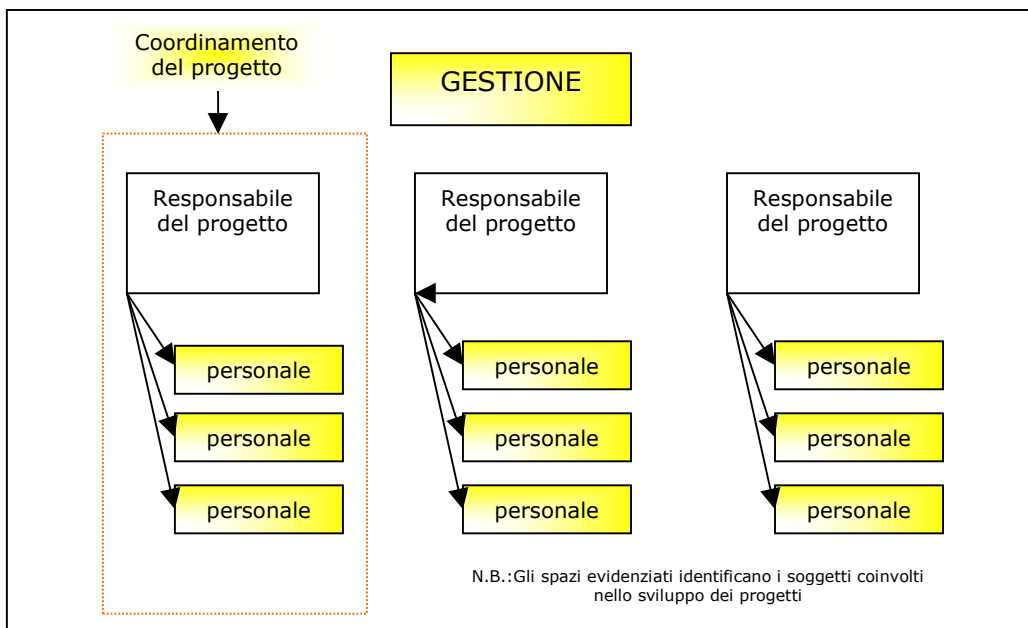 Coordinamento
del progetto
GESTIONE
Responsabile
del progetto
Responsabile
del progetto
Responsabile
del progetto
personale
personale
personale
personale
personale
personale
personale
personale
personale
N.B.:Gli spazi evidenziati identificano i soggetti coinvolti
nello sviluppo dei progetti